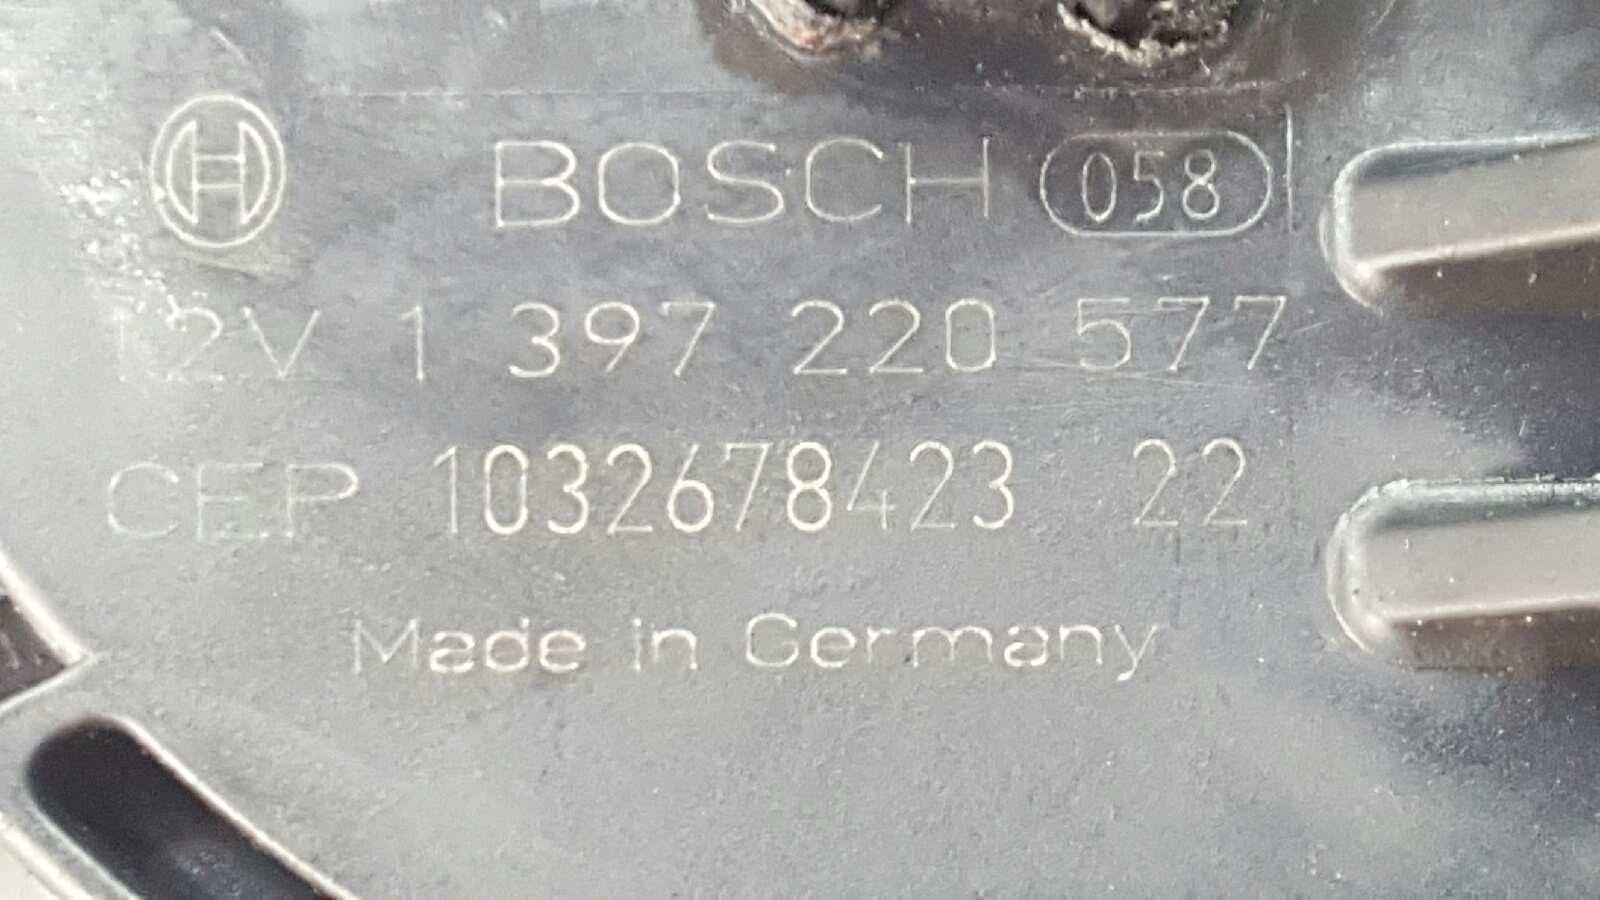 BOSCH 058
12V 1 397 220 577
CEP 1032678423 22
Made in Germany